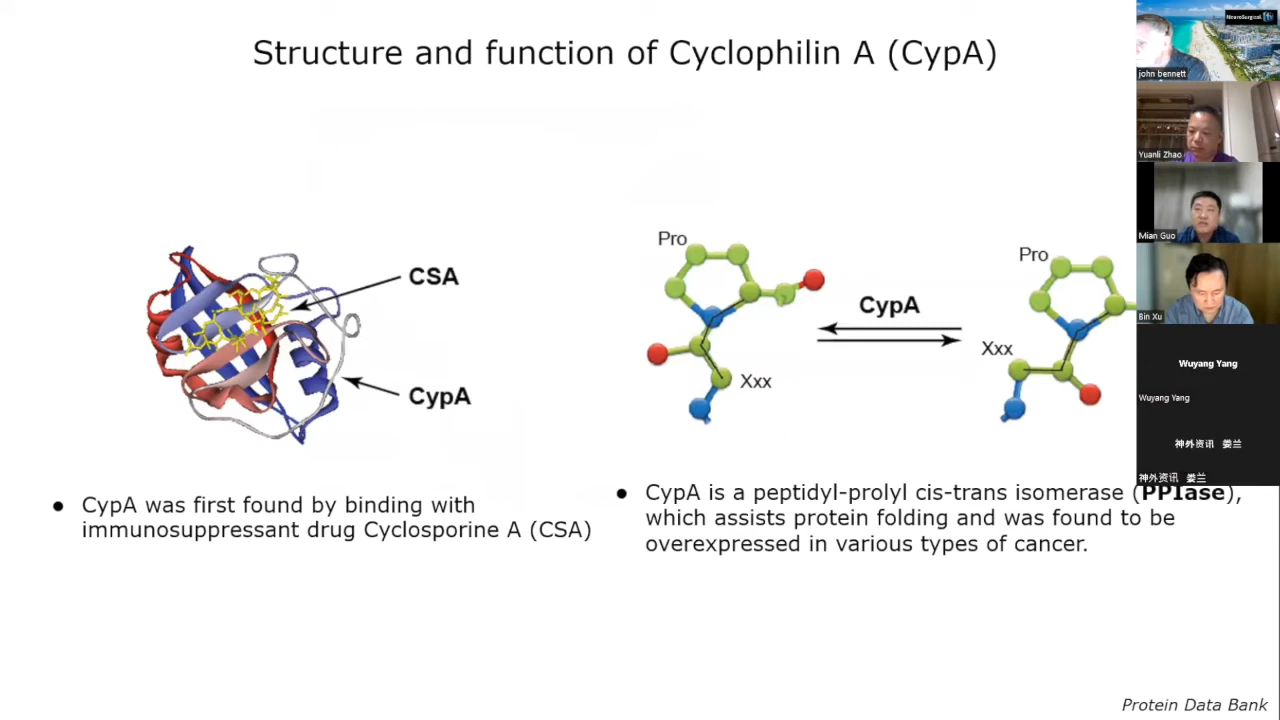 Structure and function of Cyclophilin A (CypA)
CSA
CypA
Pro
Xxx
CypA
Pro
Xxx
● CypA was first found by binding with
immunosuppressant drug Cyclosporine A (CSA)
● CypA is a peptidyl-prolyl cis-trans isomerase (PPIase),
which assists protein folding and was found to be
overexpressed in various types of cancer.
Protein Data Bank
NeuroSurgical tv
john bennett
Yuanli Zhao
Mian Guo
Bin Xu
Wuyang Yang
Wuyang Yang
神外资讯 娄兰
神外资讯 娄兰